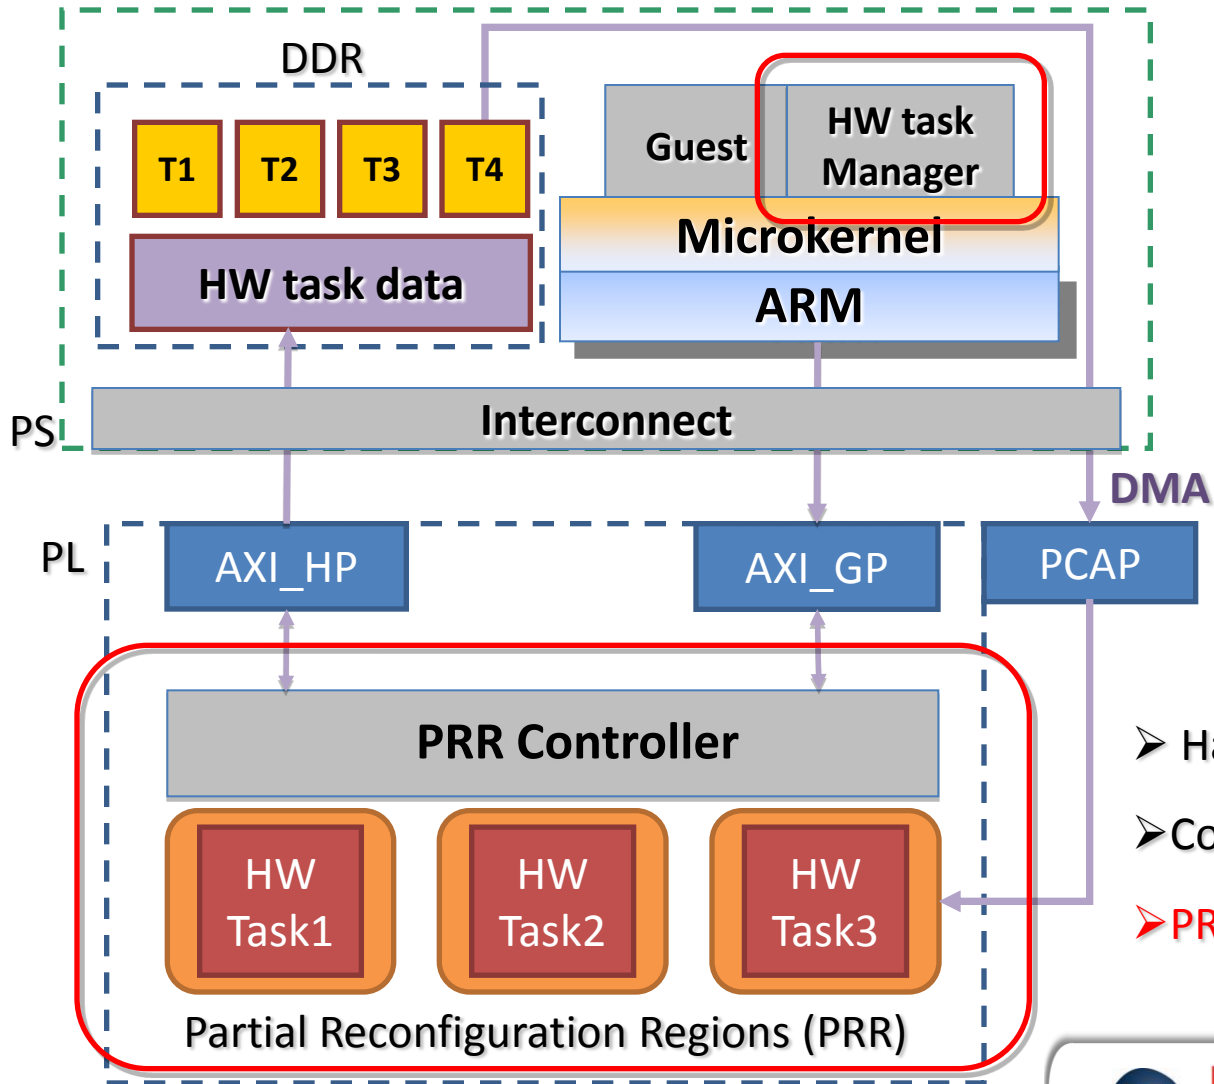 DDR
T1 T2 T3 T4
HW task data
Guest
HW task
Manager
Microkernel
ARM
Interconnect
PS
DMA
PL
AXI_HP
AXI_GP
PCAP
PRR Controller
HW
Task1
HW
Task2
HW
Task3
Partial Reconfiguration Regions (PRR)